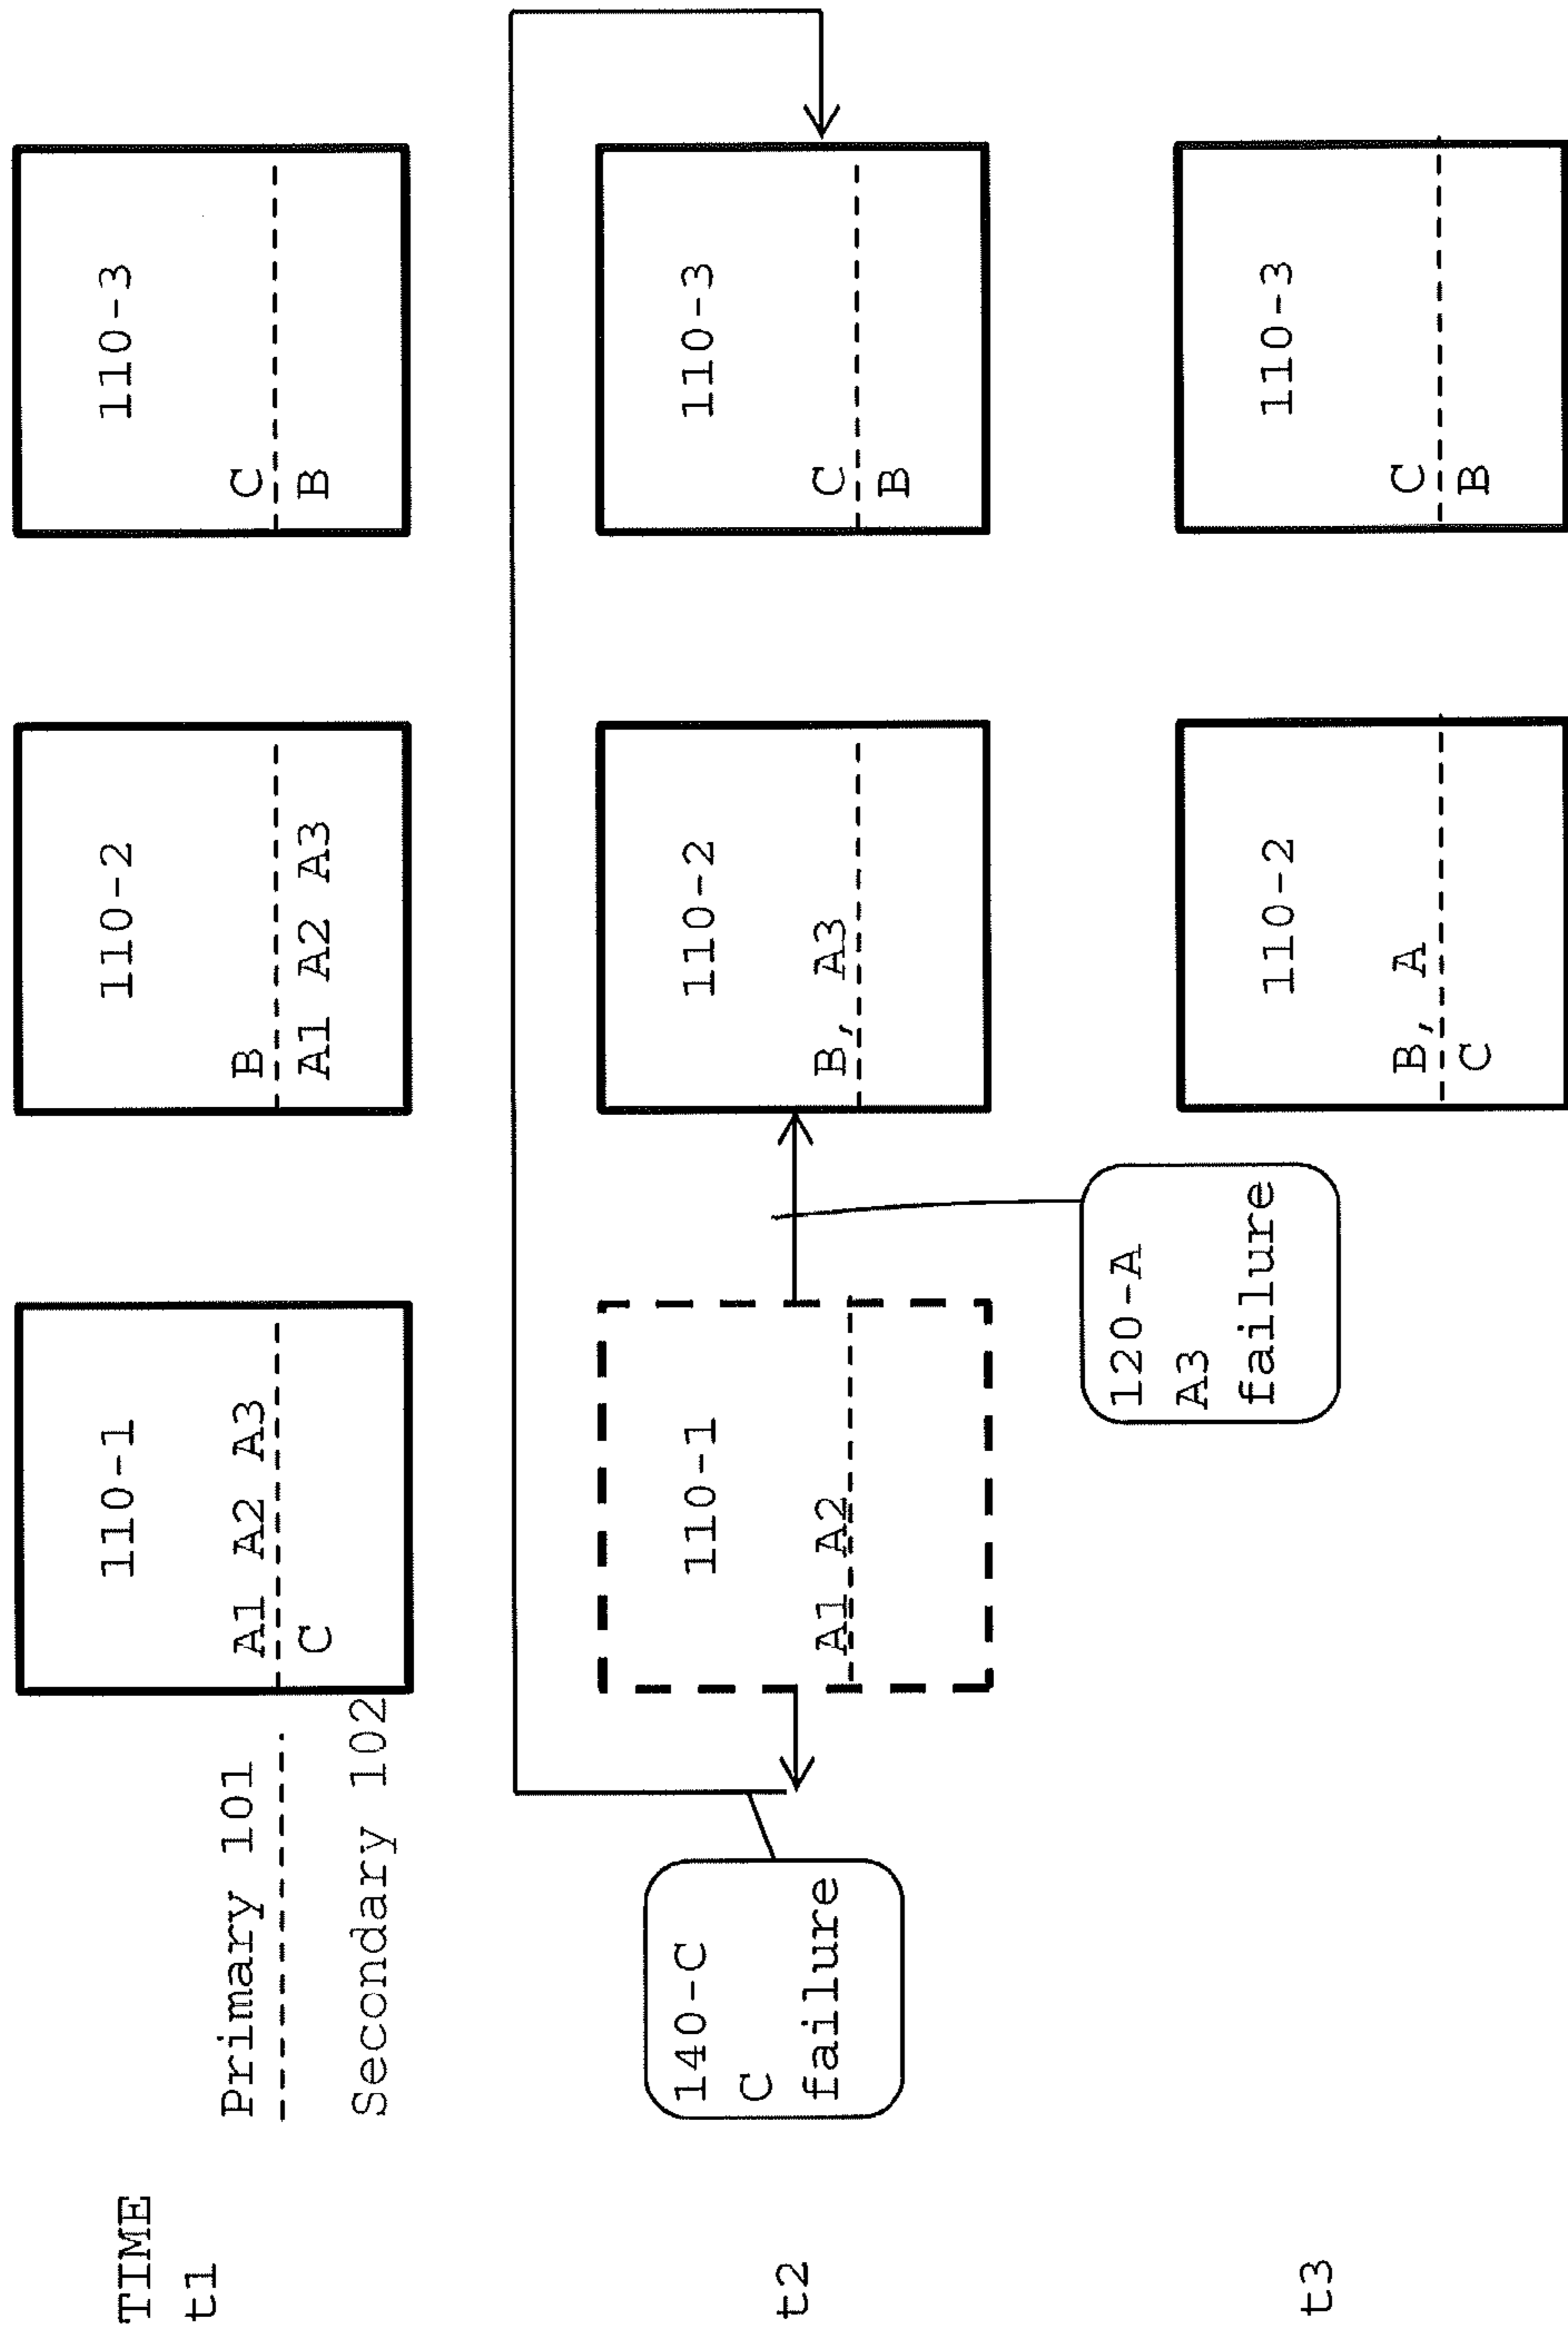 TIME
t1
Primary 101
Secondary 102
110-1
A1 A2 A3
C
110-2
B
A1 A2 A3
110-3
C
B
t2
140-C
C
failure
110-1
A1 A2
110-2
B, A3
110-3
C
B
120-A
A3
failure
t3
110-2
B, A
C
110-3
C
B